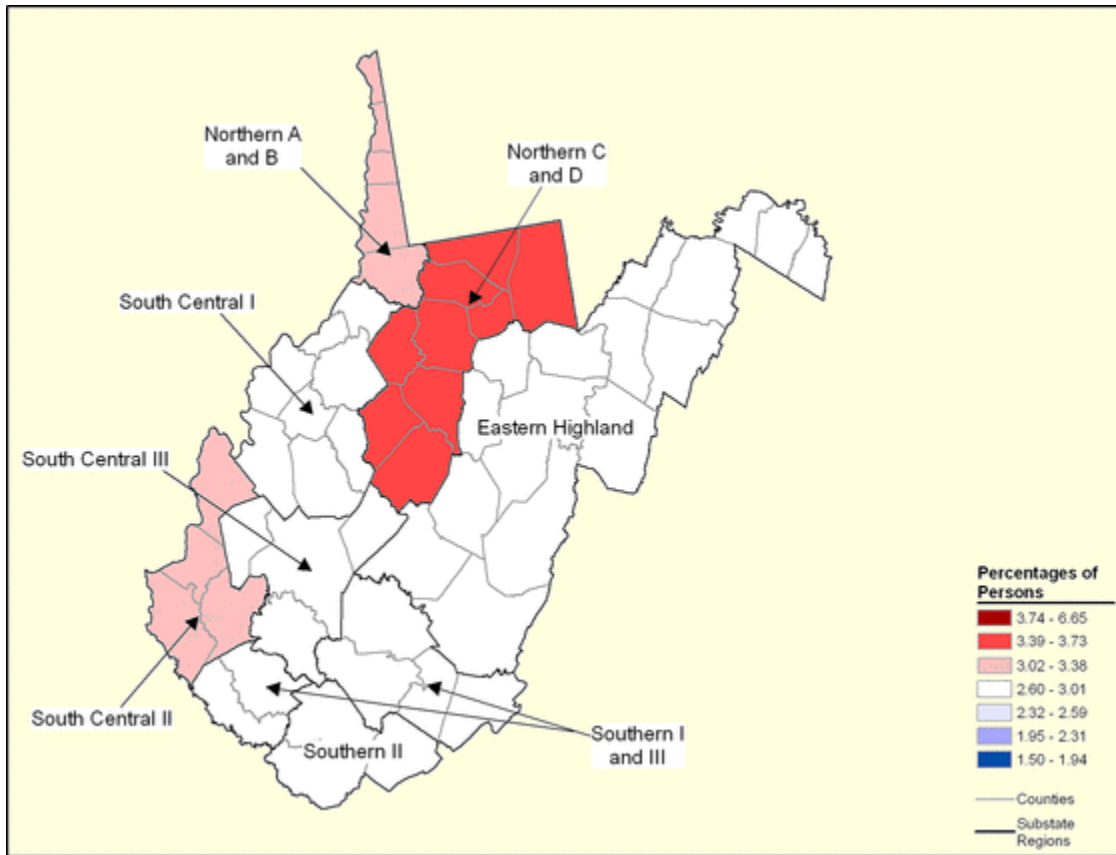 Northern A
and B
Northern C
and D
South Central I
South Central III
Eastern Highland
South Central II
Southern II
Southern I
and III
Percentages of
Persons
3.74 - 6.65
3.39 - 3.73
3.02 - 3.38
2.60 - 3.01
2.32 - 2.59
1.95 - 2.31
1.50 - 1.94
Counties
Substate
Regions